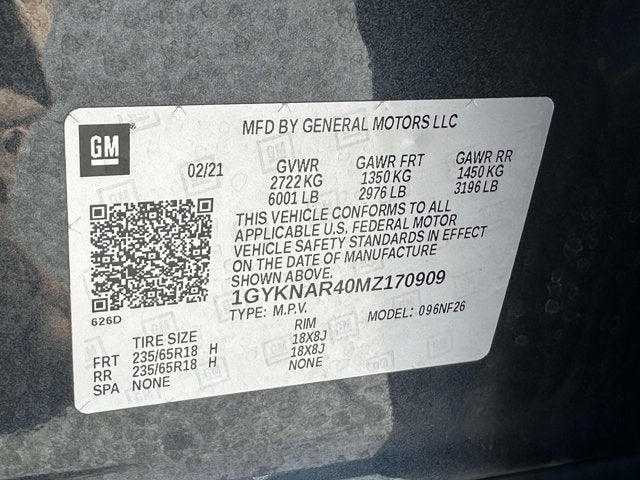 GM
MFD BY GENERAL MOTORS LLC
02/21 GVWR GAWR FRT GAWR RR
2722 KG 1350 KG 1450 KG
6001 LB 2976 LB 3196 LB
THIS VEHICLE CONFORMS TO ALL
APPLICABLE U.S. FEDERAL MOTOR
VEHICLE SAFETY STANDARDS IN EFFECT
ON THE DATE OF MANUFACTURE
SHOWN ABOVE.
1GYKNAR40MZ170909
626D
TYPE: M.P.V. MODEL: 096NF26
TIRE SIZE RIM
FRT 235/65R18 H 18X8J
RR 235/65R18 H 18X8J
SPA NONE NONE